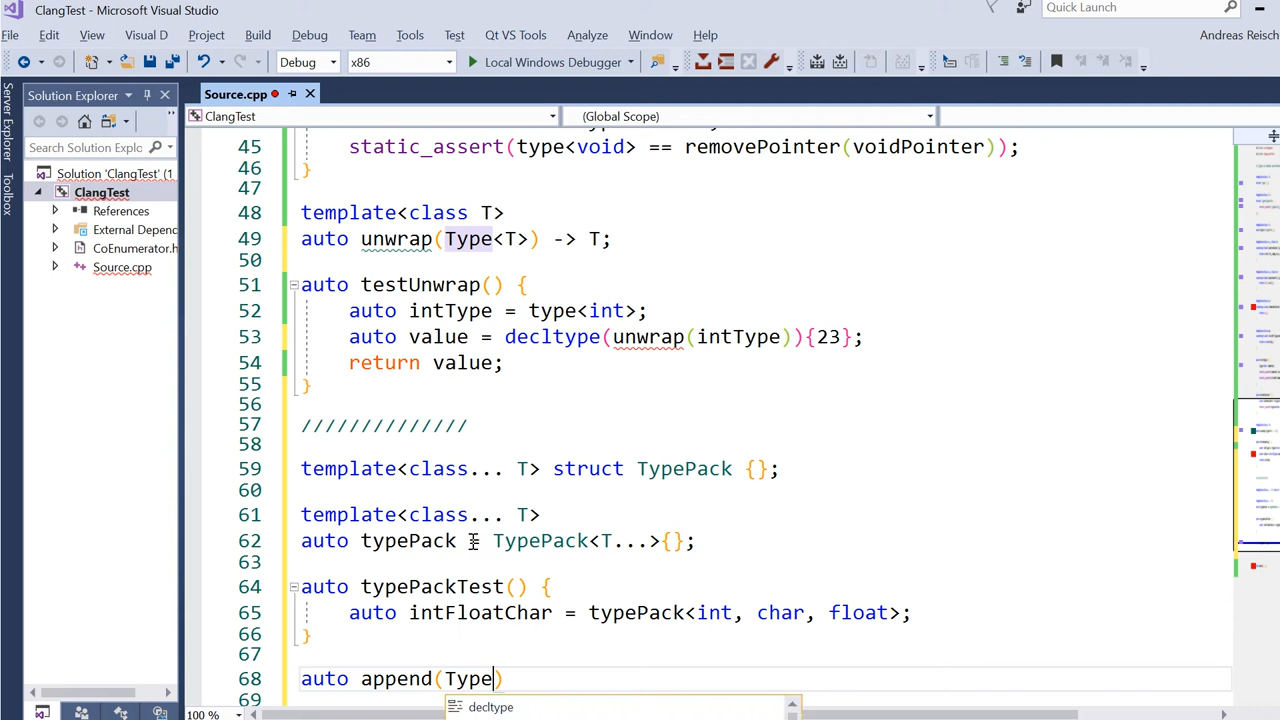 ClangTest - Microsoft Visual Studio
Quick Launch
File Edit View Visual D Project Build Debug Team Tools Test Qt VS Tools Analyze Window Help
Andreas Reisch
Debug x86 Local Windows Debugger
Server Explorer
Toolbox
Solution Explorer
Source.cpp
ClangTest
(Global Scope)
Search Solution Explo
Solution 'ClangTest' (1
ClangTest
References
External Depenc
CoEnumerator.h
Source.cpp
45 static_assert(type<void> == removePointer(voidPointer));
46 }
47
48 template<class T>
49 auto unwrap(Type<T>) -> T;
50
51 auto testUnwrap() {
52 auto intType = type<int>;
53 auto value = decltype(unwrap(intType)){23};
54 return value;
55 }
56
57 //////////////
58
59 template<class... T> struct TypePack {};
60
61 template<class... T>
62 auto typePack = TypePack<T...>{};
63
64 auto typePackTest() {
65 auto intFloatChar = typePack<int, char, float>;
66 }
67
68 auto append(Type)
69
decltype
100 %